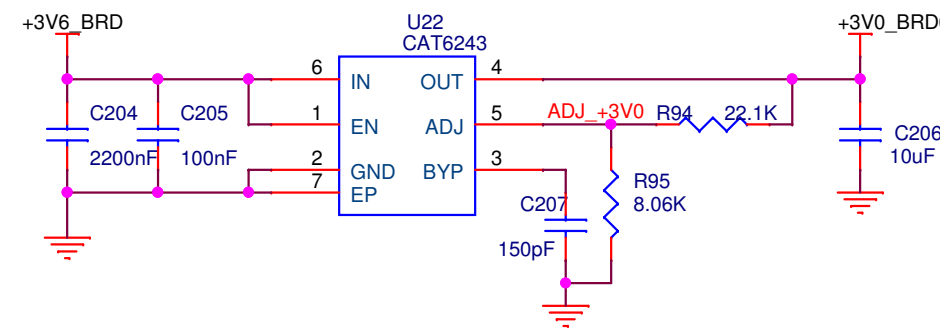 +3V6_BRD
U22
+3V0_BRD
CAT6243
6 IN OUT 4
1 EN ADJ 5 ADJ_+3V0 R94 22.1K
2 GND BYP 3
7 EP
C204 C205
2200nF 100nF
C207
150pF
R95
8.06K
C206
10uF